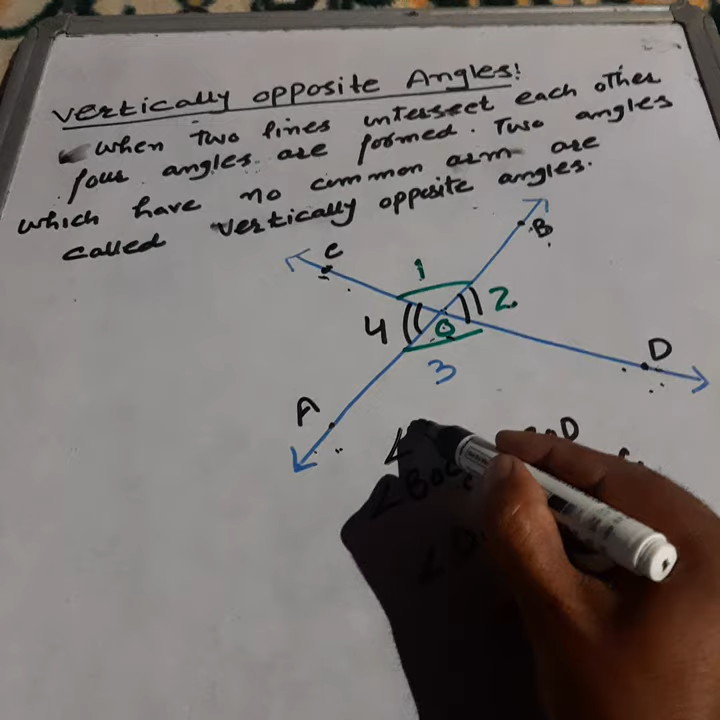 Vertically opposite Angles:
when two lines intersect each other
four angles are formed. Two angles
which have no common arm are
called vertically opposite angles.
B
C
1
4
2
O
3
D
A
∠
∠BOC